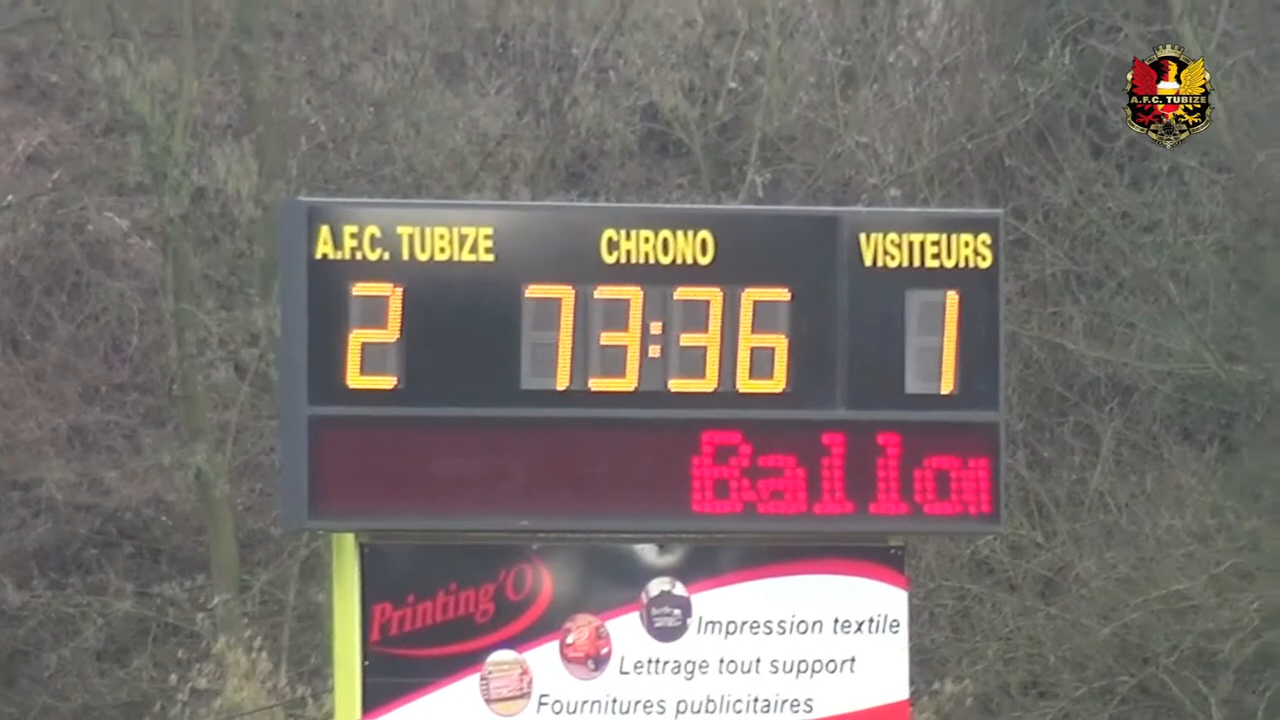 A.F.C. TUBIZE
A.F.C. TUBIZE CHRONO VISITEURS
2 73:36 1
Ballon
Printing'O
Impression textile
Lettrage tout support
Fournitures publicitaires